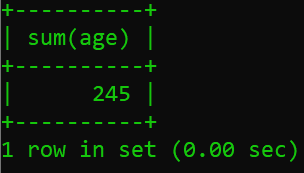 +----------+
| sum(age) |
+----------+
|      245 |
+----------+
1 row in set (0.00 sec)